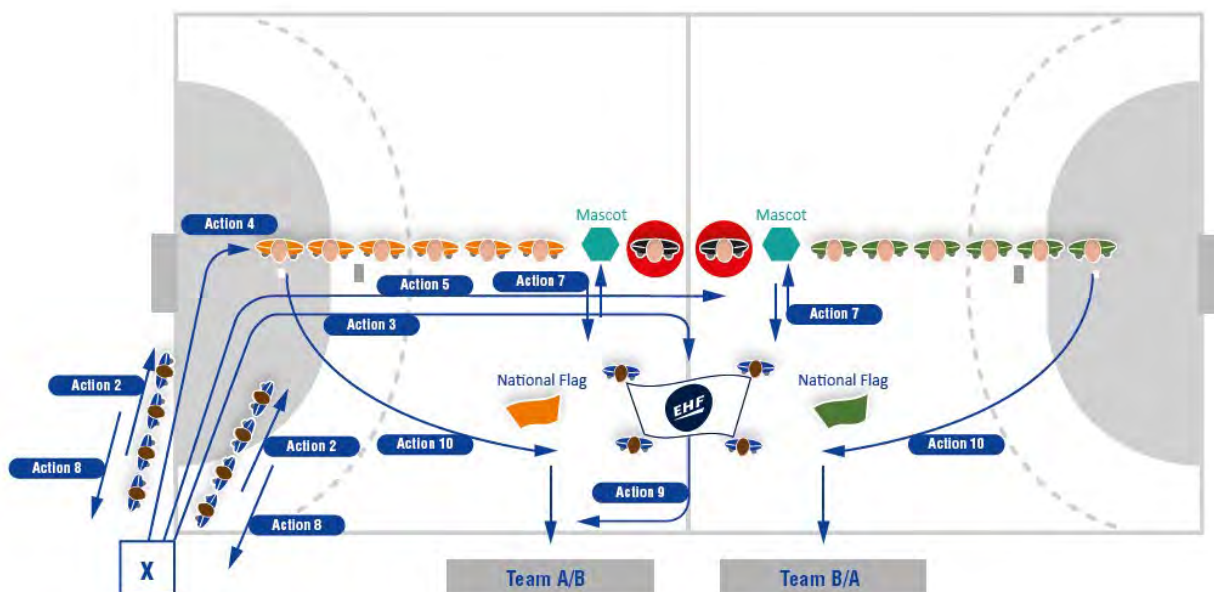 Mascot
Mascot
Action 4
Action 5
Action 7
Action 7
Action 3
Action 2
National Flag
EHF
National Flag
Action 2
Action 10
Action 10
Action 8
Action 9
Action 8
X
Team A/B
Team B/A